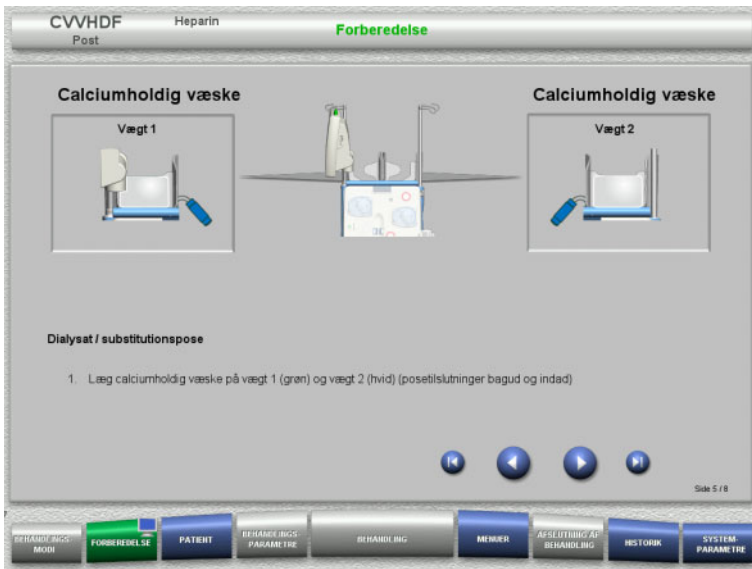 CVVHDF
Heparin
Post
Forberedelse
Calciumholdig væske
Calciumholdig væske
Vægt 1
Vægt 2
Dialysat / substitutionspose
1. Læg calciumholdig væske på vægt 1 (grøn) og vægt 2 (hvid) (posetilslutninger bagud og indad)
Side 5 / 8
BEHANDLINGS-
MODI
FORBEREDELSE
PATIENT
BEHANDLINGS-
PARAMETRE
BEHANDLING
MENUER
AFSLUTNING AF
BEHANDLING
HISTORIK
SYSTEM-
PARAMETRE